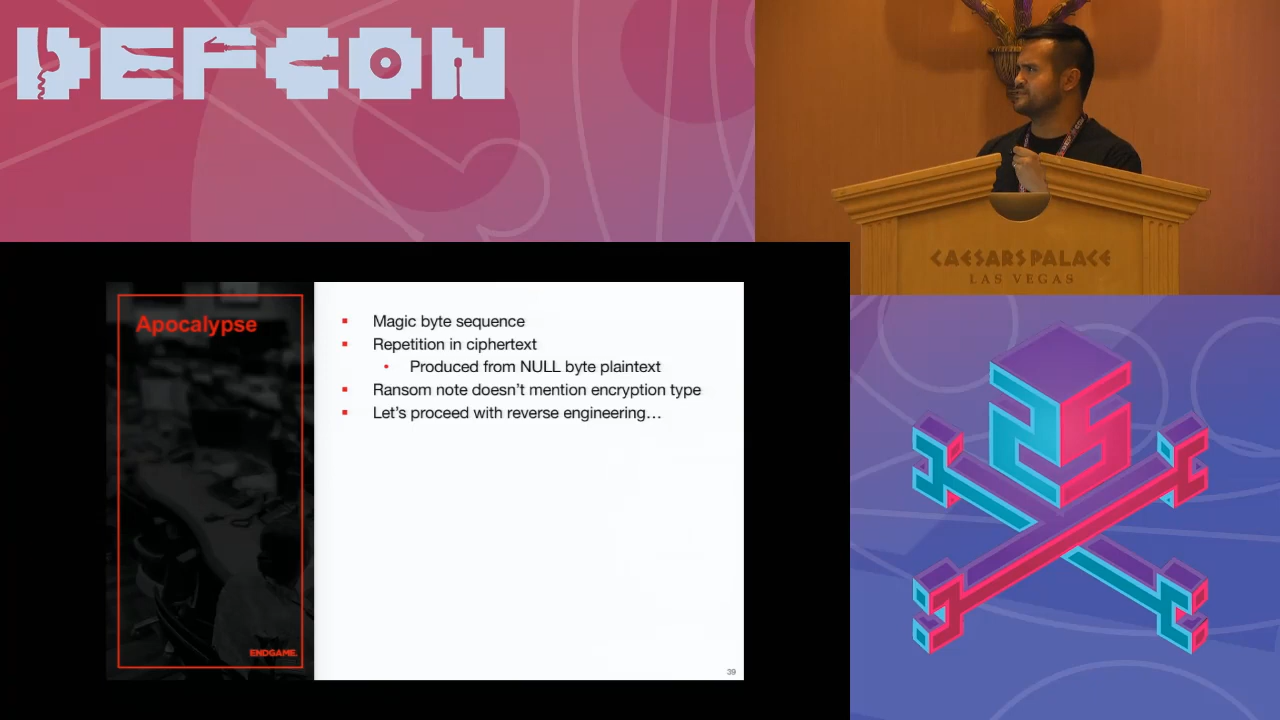 DEFCON
CAESARS PALACE
LAS VEGAS
Apocalypse
Magic byte sequence
Repetition in ciphertext
Produced from NULL byte plaintext
Ransom note doesn't mention encryption type
Let's proceed with reverse engineering…
ENDGAME.
39
25